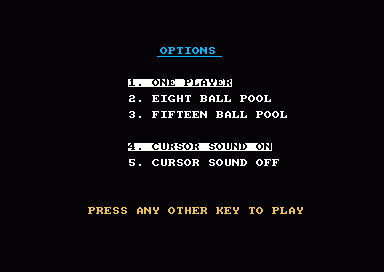 OPTIONS
1. ONE PLAYER
2. EIGHT BALL POOL
3. FIFTEEN BALL POOL
4. CURSOR SOUND ON
5. CURSOR SOUND OFF
PRESS ANY OTHER KEY TO PLAY